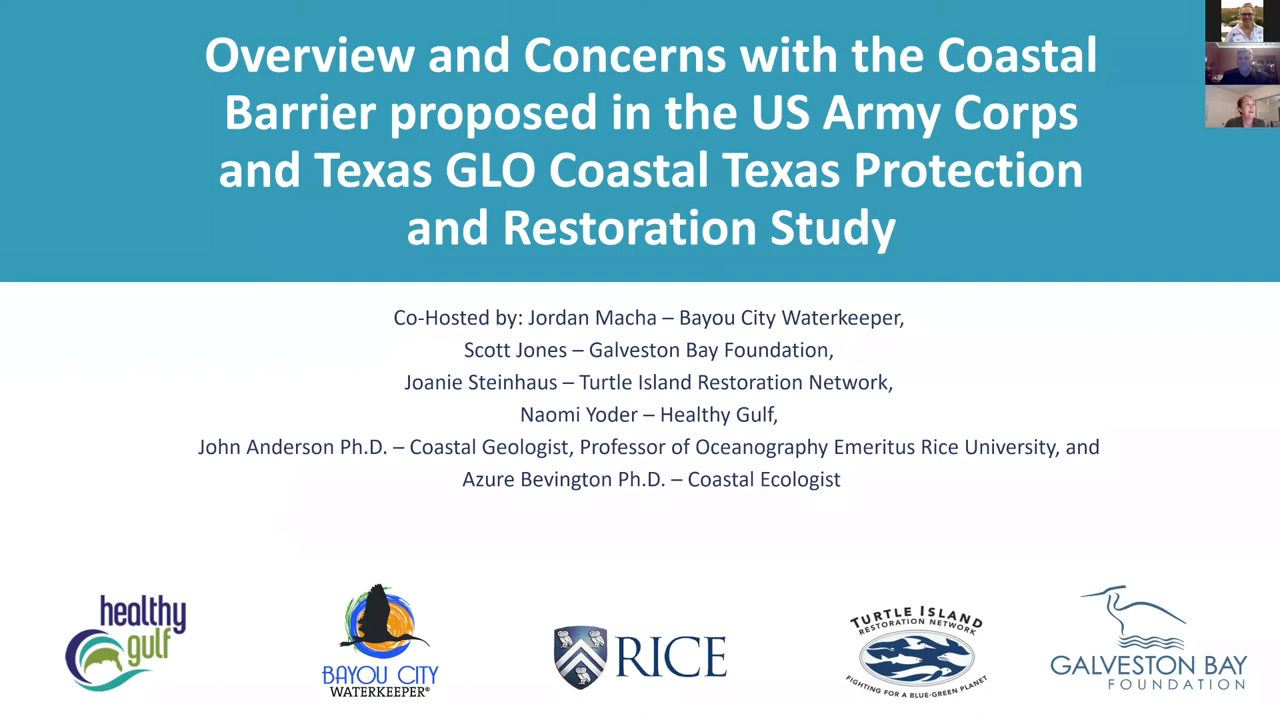 Overview and Concerns with the Coastal
Barrier proposed in the US Army Corps
and Texas GLO Coastal Texas Protection
and Restoration Study
Co-Hosted by: Jordan Macha – Bayou City Waterkeeper,
Scott Jones – Galveston Bay Foundation,
Joanie Steinhaus – Turtle Island Restoration Network,
Naomi Yoder – Healthy Gulf,
John Anderson Ph.D. – Coastal Geologist, Professor of Oceanography Emeritus Rice University, and
Azure Bevington Ph.D. – Coastal Ecologist
healthy
gulf
BAYOU CITY
WATERKEEPER®
RICE
TURTLE ISLAND
RESTORATION NETWORK
FIGHTING FOR A BLUE-GREEN PLANET
GALVESTON BAY
FOUNDATION